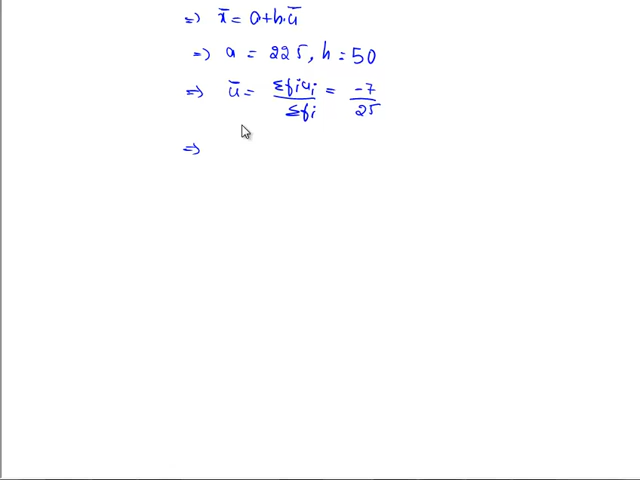 ⇒ x̄ = a+h·ū
⇒ a = 225, h = 50
⇒ ū = Σfiui/Σfi = -7/25
⇒